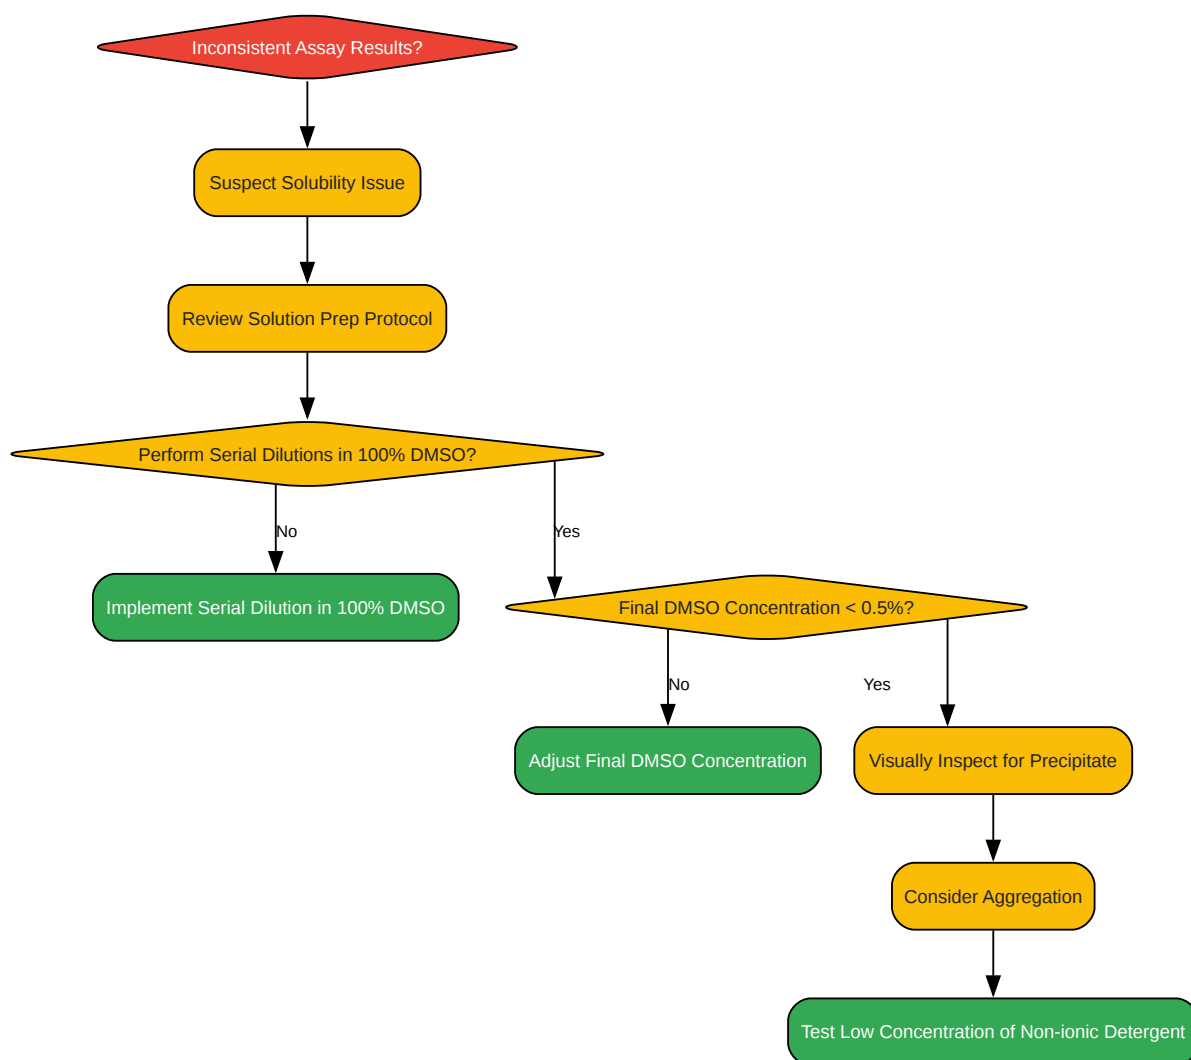 Inconsistent Assay Results?
Suspect Solubility Issue
Review Solution Prep Protocol
Perform Serial Dilutions in 100% DMSO?
No
Yes
Implement Serial Dilution in 100% DMSO
Final DMSO Concentration < 0.5%?
No
Yes
Adjust Final DMSO Concentration
Visually Inspect for Precipitate
Consider Aggregation
Test Low Concentration of Non-ionic Detergent